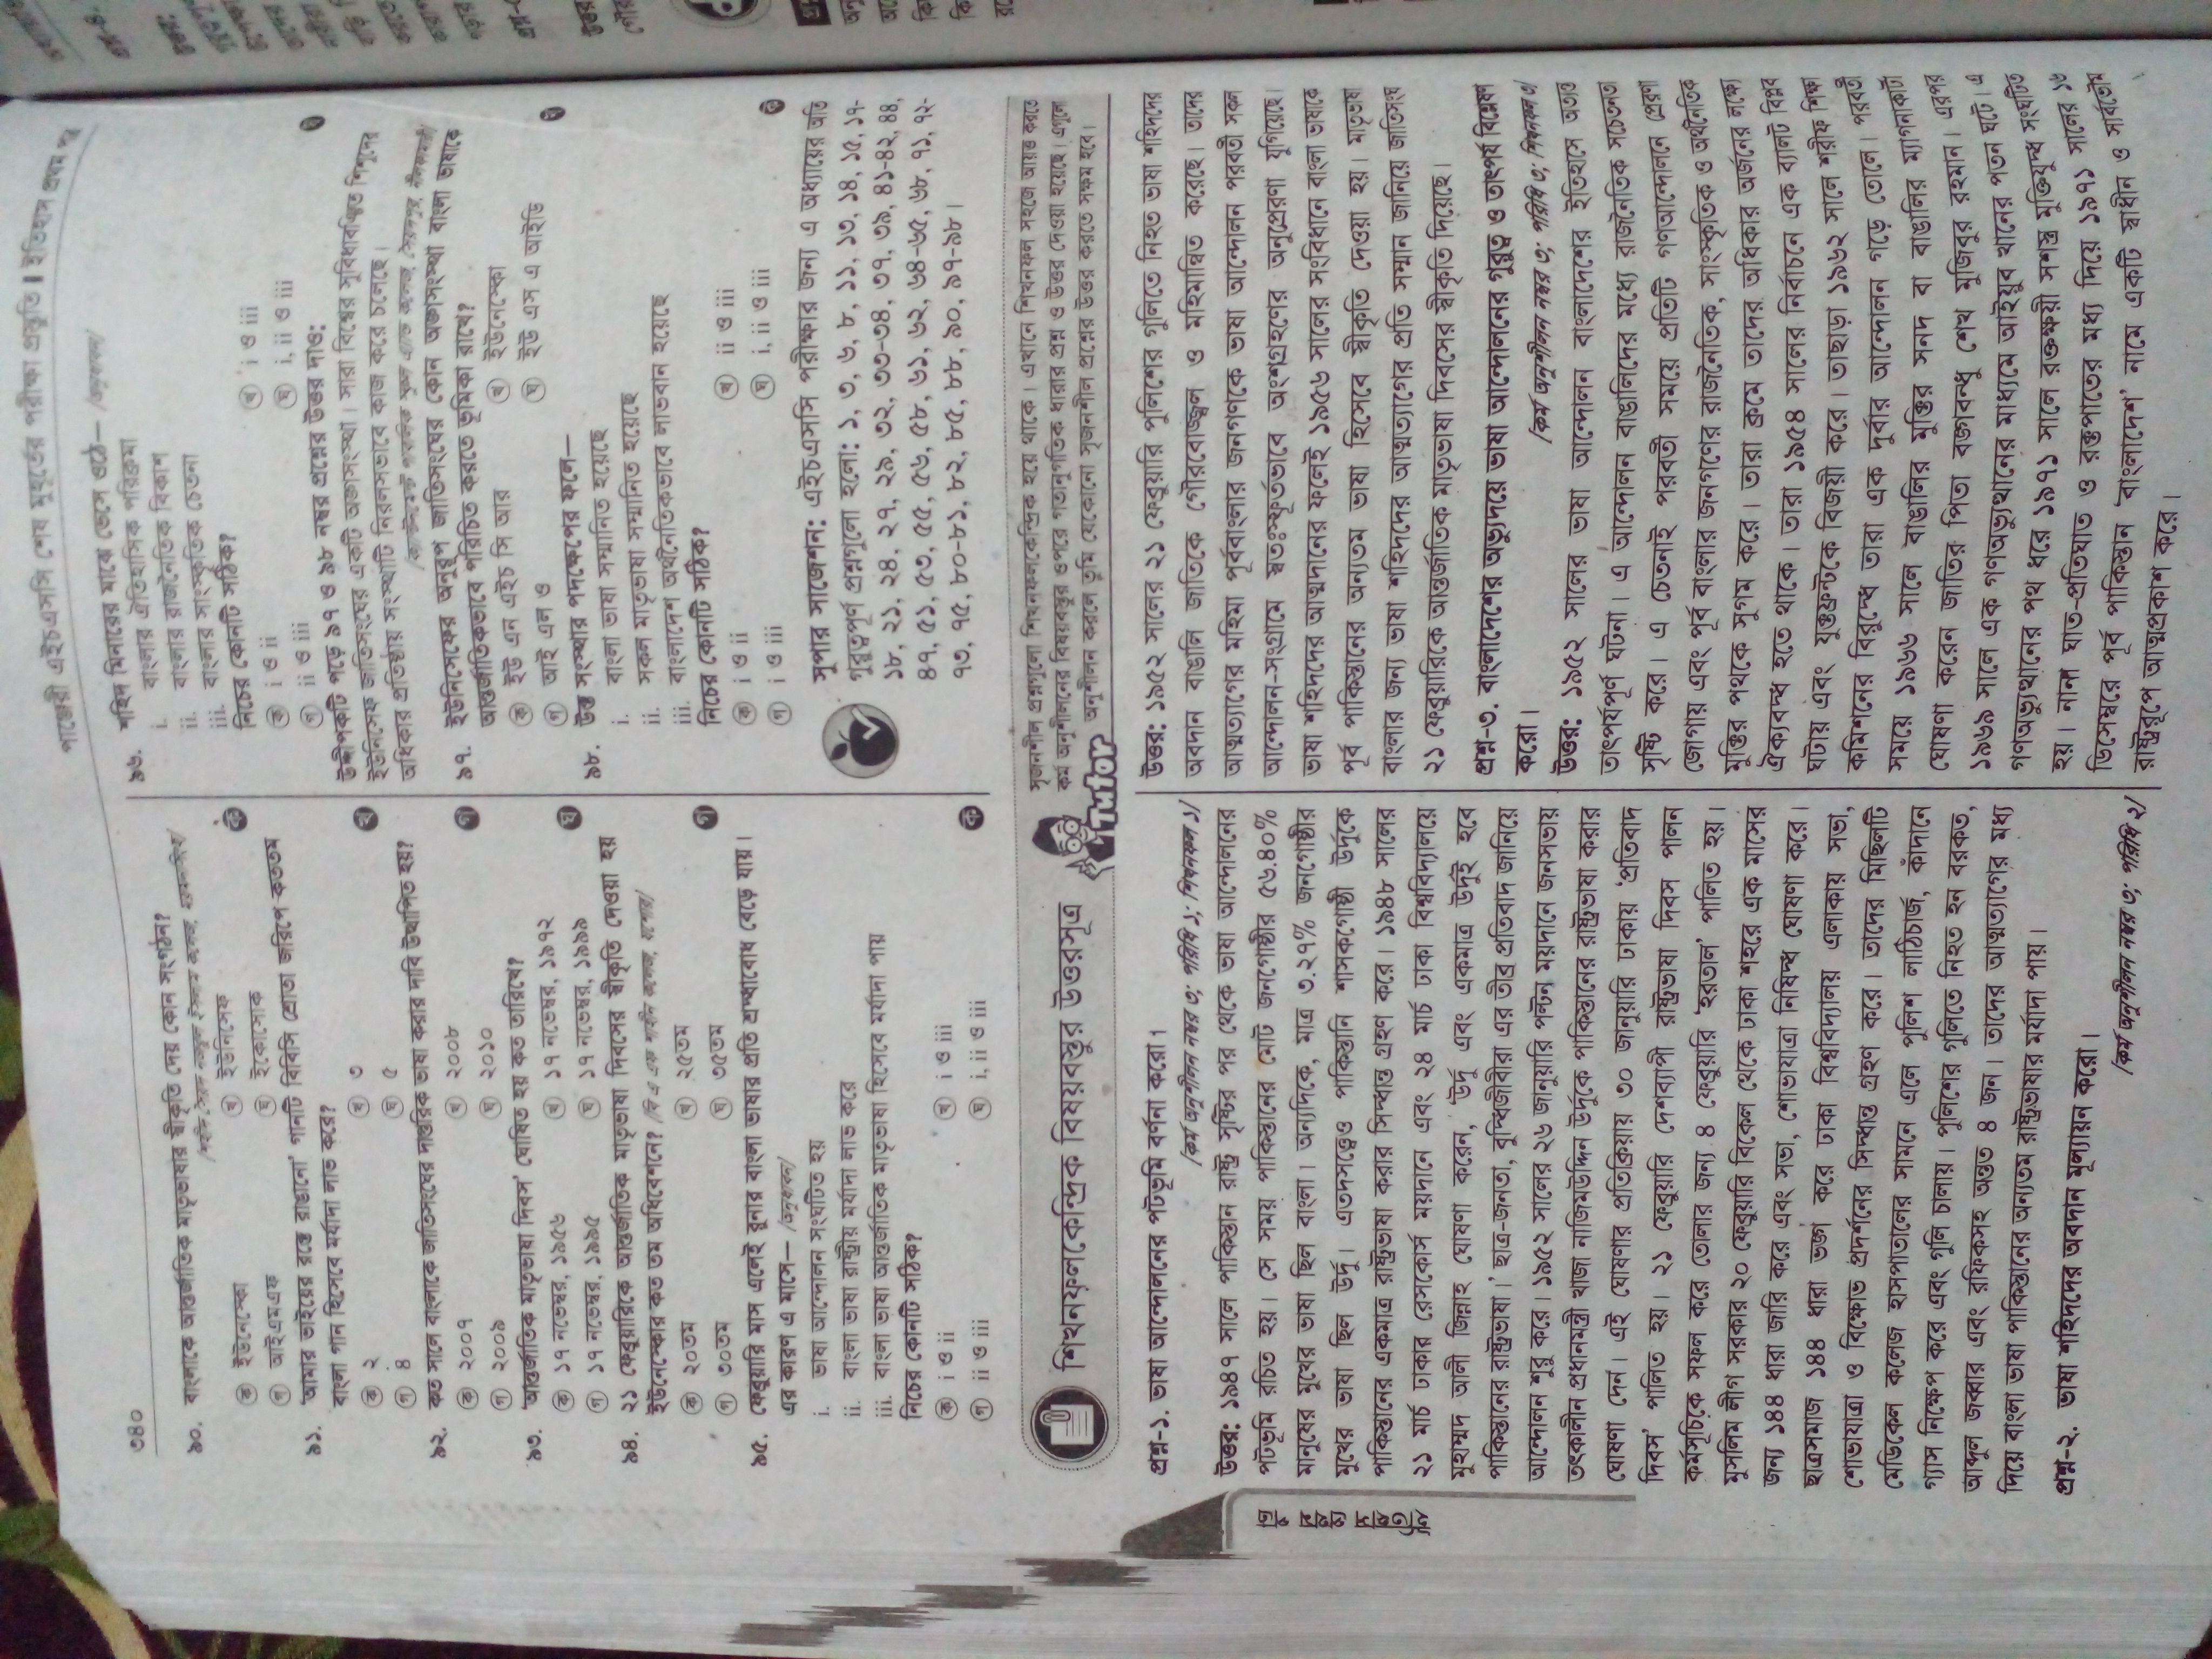 পাঞ্জেরী এইচএসসি শেষ মুহূর্তের পরীক্ষা প্রস্তুতি ‖ ইতিহাস প্রথম পত্র
৩৪০
৯০. বাংলাকে আন্তর্জাতিক মাতৃভাষার স্বীকৃতি দেয় কোন সংগঠন?
[শহীদ সৈয়দ নজরুল ইসলাম কলেজ, ময়মনসিংহ]
ক ইউনেস্কো খ ইউনিসেফ
গ আইএমএফ ঘ ইকোসোক ক
৯১. 'আমার ভাইয়ের রক্তে রাঙানো' গানটি বিবিসি শ্রোতা জরিপে কততম
বাংলা গান হিসেবে মর্যাদা লাভ করে?
ক ২ খ ৩
গ ৪ ঘ ৫ খ
৯২. কত সালে বাংলাকে জাতিসংঘের দাপ্তরিক ভাষা করার দাবি উত্থাপিত হয়?
ক ২০০৭ খ ২০০৮
গ ২০০৯ ঘ ২০১০ গ
৯৩. 'আন্তর্জাতিক মাতৃভাষা দিবস' ঘোষিত হয় কত তারিখে?
ক ১৭ নভেম্বর, ১৯৫৬ খ ১৭ নভেম্বর, ১৯৭২
গ ১৭ নভেম্বর, ১৯৯৫ ঘ ১৭ নভেম্বর, ১৯৯৯ ঘ
৯৪. ২১ ফেব্রুয়ারিকে আন্তর্জাতিক মাতৃভাষা দিবসের স্বীকৃতি দেওয়া হয়
ইউনেস্কোর কত তম অধিবেশনে? [বি এ এফ শাহীন কলেজ, যশোর]
ক ২০তম খ ২৫তম
গ ৩০তম ঘ ৩৫তম গ
৯৫. ফেব্রুয়ারি মাস এলেই রুনার বাংলা ভাষার প্রতি শ্রদ্ধাবোধ বেড়ে যায়।
এর কারণ এ মাসে— [অনুধাবন]
i. ভাষা আন্দোলন সংঘটিত হয়
ii. বাংলা ভাষা রাষ্ট্রীয় মর্যাদা লাভ করে
iii. বাংলা ভাষা আন্তর্জাতিক মাতৃভাষা হিসেবে মর্যাদা পায়
নিচের কোনটি সঠিক?
ক i ও ii খ i ও iii
গ ii ও iii ঘ i, ii ও iii ক
৯৬. শহিদ মিনারের মাঝে ভেসে ওঠে— [অনুধাবন]
i. বাংলার ঐতিহাসিক পরিক্রমা
ii. বাংলার রাজনৈতিক বিকাশ
iii. বাংলার সাংস্কৃতিক চেতনা
নিচের কোনটি সঠিক?
ক i ও ii খ i ও iii
গ ii ও iii ঘ i, ii ও iii
উদ্দীপকটি পড়ে ৯৭ ও ৯৮ নম্বর প্রশ্নের উত্তর দাও:
ইউনিসেফ জাতিসংঘের একটি অঙ্গসংস্থা। সারা বিশ্বের সুবিধাবঞ্চিত শিশুদের
অধিকার প্রতিষ্ঠায় সংস্থাটি নিরলসভাবে কাজ করে চলেছে।
[ক্যান্টনমেন্ট পাবলিক স্কুল এ্যান্ড কলেজ, সৈয়দপুর, নীলফামারী]
৯৭. ইউনিসেফের অনুরূপ জাতিসংঘের কোন অঙ্গসংস্থা বাংলা ভাষাকে
আন্তর্জাতিকভাবে পরিচিত করতে ভূমিকা রাখে?
ক ইউ এন এইচ সি আর খ ইউনেস্কো
গ আই এল ও ঘ ইউ এস এ আইডি
৯৮. উক্ত সংস্থার পদক্ষেপের ফলে—
i. বাংলা ভাষা সম্মানিত হয়েছে
ii. সকল মাতৃভাষা সম্মানিত হয়েছে
iii. বাংলাদেশ অর্থনৈতিকভাবে লাভবান হয়েছে
নিচের কোনটি সঠিক?
ক i ও ii খ ii ও iii
গ i ও iii ঘ i, ii ও iii
সুপার সাজেশন: এইচএসসি পরীক্ষার জন্য এ অধ্যায়ের অতি
গুরুত্বপূর্ণ প্রশ্নগুলো হলো: ১, ৩, ৬, ৮, ১১, ১৩, ১৪, ১৫, ১৭-
১৮, ২১, ২৪, ২৭, ২৯, ৩২, ৩৩-৩৪, ৩৭, ৩৯, ৪১-৪২, ৪৪,
৪৭, ৫১, ৫৩, ৫৫, ৫৬, ৫৮, ৬১, ৬২, ৬৪-৬৫, ৬৮, ৭১, ৭২-
৭৩, ৭৫, ৮০-৮১, ৮২, ৮৫, ৮৮, ৯০, ৯৭-৯৮।
শিখনফলকেন্দ্রিক বিষয়বস্তুর উত্তরসূত্র
Tutor
সৃজনশীল প্রশ্নগুলো শিখনফলকেন্দ্রিক হয়ে থাকে। এখানে শিখনফল সহজে আয়ত্ত করতে
কর্ম অনুশীলনের বিষয়বস্তুর ওপরে গতানুগতিক ধারার প্রশ্ন ও উত্তর দেওয়া হয়েছে। এগুলো
অনুশীলন করলে তুমি যেকোনো সৃজনশীল প্রশ্নের উত্তর করতে সক্ষম হবে।
ইতিহাস প্রথম পত্র
প্রশ্ন-১. ভাষা আন্দোলনের পটভূমি বর্ণনা করো।
[কর্ম অনুশীলন নম্বর ৩; পরিধি ১; শিখনফল ১]
উত্তর: ১৯৪৭ সালে পাকিস্তান রাষ্ট্র সৃষ্টির পর থেকে ভাষা আন্দোলনের
পটভূমি রচিত হয়। সে সময় পাকিস্তানের মোট জনগোষ্ঠীর ৫৬.৪০%
মানুষের মুখের ভাষা ছিল বাংলা। অন্যদিকে, মাত্র ৩.২৭% জনগোষ্ঠীর
মুখের ভাষা ছিল উর্দু। এতদসত্ত্বেও পাকিস্তানি শাসকগোষ্ঠী উর্দুকে
পাকিস্তানের একমাত্র রাষ্ট্রভাষা করার সিদ্ধান্ত গ্রহণ করে। ১৯৪৮ সালের
২১ মার্চ ঢাকার রেসকোর্স ময়দানে এবং ২৪ মার্চ ঢাকা বিশ্ববিদ্যালয়ে
মুহাম্মদ আলী জিন্নাহ ঘোষণা করেন, 'উর্দু এবং একমাত্র উর্দুই হবে
পাকিস্তানের রাষ্ট্রভাষা।' ছাত্র-জনতা, বুদ্ধিজীবীরা এর তীব্র প্রতিবাদ জানিয়ে
আন্দোলন শুরু করে। ১৯৫২ সালের ২৬ জানুয়ারি পল্টন ময়দানে জনসভায়
তৎকালীন প্রধানমন্ত্রী খাজা নাজিমউদ্দিন উর্দুকে পাকিস্তানের রাষ্ট্রভাষা করার
ঘোষণা দেন। এই ঘোষণার প্রতিক্রিয়ায় ৩০ জানুয়ারি ঢাকায় 'প্রতিবাদ
দিবস' পালিত হয়। ২১ ফেব্রুয়ারি দেশব্যাপী রাষ্ট্রভাষা দিবস পালন
কর্মসূচিকে সফল করে তোলার জন্য ৪ ফেব্রুয়ারি 'হরতাল' পালিত হয়।
মুসলিম লীগ সরকার ২০ ফেব্রুয়ারি বিকেল থেকে ঢাকা শহরে এক মাসের
জন্য ১৪৪ ধারা জারি করে এবং সভা, শোভাযাত্রা নিষিদ্ধ ঘোষণা করে।
ছাত্রসমাজ ১৪৪ ধারা ভঙ্গ করে ঢাকা বিশ্ববিদ্যালয় এলাকায় সভা,
শোভাযাত্রা ও বিক্ষোভ প্রদর্শনের সিদ্ধান্ত গ্রহণ করে। তাদের মিছিলটি
মেডিকেল কলেজ হাসপাতালের সামনে এলে পুলিশ লাঠিচার্জ, কাঁদানে
গ্যাস নিক্ষেপ করে এবং গুলি চালায়। পুলিশের গুলিতে নিহত হন বরকত,
আব্দুল জব্বার এবং রফিকসহ অন্তত ৪ জন। তাদের আত্মত্যাগের মধ্য
দিয়ে বাংলা ভাষা পাকিস্তানের অন্যতম রাষ্ট্রভাষার মর্যাদা পায়।
প্রশ্ন-২. ভাষা শহিদদের অবদান মূল্যায়ন করো।
[কর্ম অনুশীলন নম্বর ৩; পরিধি ২]
উত্তর: ১৯৫২ সালের ২১ ফেব্রুয়ারি পুলিশের গুলিতে নিহত ভাষা শহিদদের
অবদান বাঙালি জাতিকে গৌরবোজ্জ্বল ও মহিমান্বিত করেছে। তাদের
আত্মত্যাগের মহিমা পূর্ববাংলার জনগণকে ভাষা আন্দোলন পরবর্তী সকল
আন্দোলন-সংগ্রামে স্বতঃস্ফূর্তভাবে অংশগ্রহণের অনুপ্রেরণা যুগিয়েছে।
ভাষা শহিদদের আত্মদানের ফলেই ১৯৫৬ সালের সংবিধানে বাংলা ভাষাকে
পূর্ব পাকিস্তানের অন্যতম ভাষা হিসেবে স্বীকৃতি দেওয়া হয়। মাতৃভাষা
বাংলার জন্য ভাষা শহিদদের আত্মত্যাগের প্রতি সম্মান জানিয়ে জাতিসংঘ
২১ ফেব্রুয়ারিকে আন্তর্জাতিক মাতৃভাষা দিবসের স্বীকৃতি দিয়েছে।
প্রশ্ন-৩. বাংলাদেশের অভ্যুদয়ে ভাষা আন্দোলনের গুরুত্ব ও তাৎপর্য বিশ্লেষণ
করো। [কর্ম অনুশীলন নম্বর ৩; পরিধি ৩; শিখনফল ৩]
উত্তর: ১৯৫২ সালের ভাষা আন্দোলন বাংলাদেশের ইতিহাসে অত্যন্ত
তাৎপর্যপূর্ণ ঘটনা। এ আন্দোলন বাঙালিদের মধ্যে রাজনৈতিক সচেতনতা
সৃষ্টি করে। এ চেতনাই পরবর্তী সময়ে প্রতিটি গণআন্দোলনে প্রেরণা
জোগায় এবং পূর্ব বাংলার জনগণের রাজনৈতিক, সাংস্কৃতিক ও অর্থনৈতিক
মুক্তির পথকে সুগম করে। তারা ক্রমে তাদের অধিকার অর্জনের লক্ষ্যে
ঐক্যবদ্ধ হতে থাকে। তারা ১৯৫৪ সালের নির্বাচনে এক ব্যালট বিপ্লব
ঘটায় এবং যুক্তফ্রন্টকে বিজয়ী করে। তাছাড়া ১৯৬২ সালে শরীফ শিক্ষা
কমিশনের বিরুদ্ধে তারা এক দুর্বার আন্দোলন গড়ে তোলে। পরবর্তী
সময়ে ১৯৬৬ সালে বাঙালির মুক্তির সনদ বা বাঙালির ম্যাগনাকার্টা
ঘোষণা করেন জাতির পিতা বঙ্গবন্ধু শেখ মুজিবুর রহমান। এরপর
১৯৬৯ সালে এক গণঅভ্যুত্থানের মাধ্যমে আইয়ুব খানের পতন ঘটে। এ
গণঅভ্যুত্থানের পথ ধরে ১৯৭১ সালে রক্তক্ষয়ী সশস্ত্র মুক্তিযুদ্ধ সংঘটিত
হয়। নানা ঘাত-প্রতিঘাত ও রক্তপাতের মধ্য দিয়ে ১৯৭১ সালের ১৬
ডিসেম্বরে পূর্ব পাকিস্তান 'বাংলাদেশ' নামে একটি স্বাধীন ও সার্বভৌম
রাষ্ট্ররূপে আত্মপ্রকাশ করে।